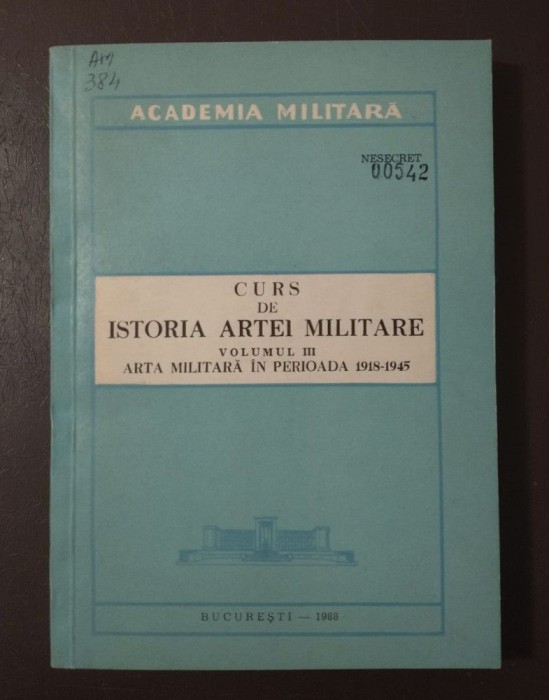 AM
384
ACADEMIA MILITARĂ
NESECRET
00542
CURS
DE
ISTORIA ARTEI MILITARE
VOLUMUL III
ARTA MILITARĂ ÎN PERIOADA 1918-1945
BUCUREŞTI — 1988